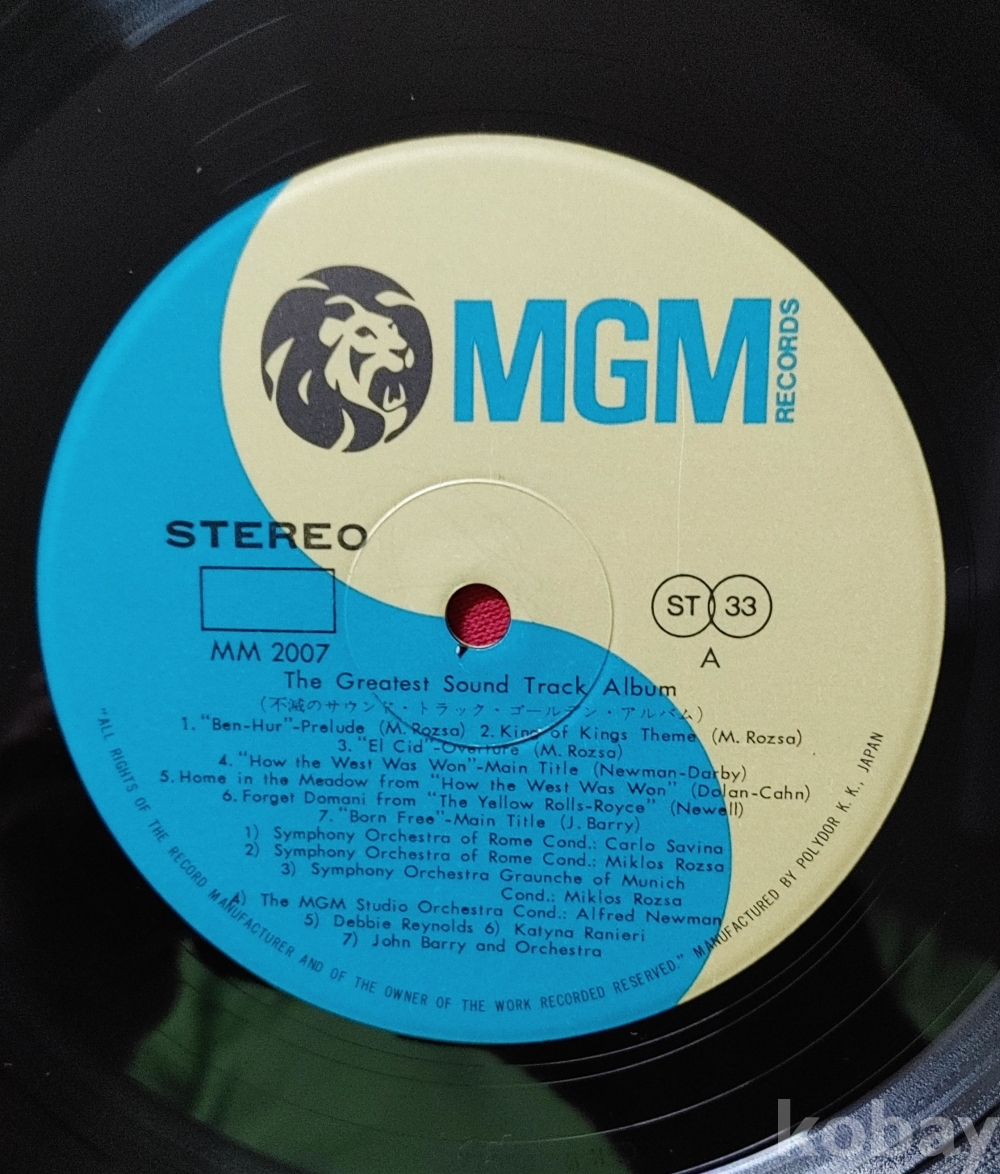 MGM
RECORDS
STEREO
ST 33
MM 2007
A
The Greatest Sound Track Album
(不滅のサウンド・トラック・ゴールデン・アルバム)
1. "Ben-Hur"-Prelude (M. Rozsa) 2. King of Kings Theme (M. Rozsa)
3. "El Cid"-Overture (M. Rozsa)
4. "How the West Was Won"-Main Title (Newman-Darby)
5. Home in the Meadow from "How the West Was Won" (Dolan-Cahn)
6. Forget Domani from "The Yellow Rolls-Royce" (Newell)
7. "Born Free"-Main Title (J. Barry)
1) Symphony Orchestra of Rome Cond.: Carlo Savina
2) Symphony Orchestra of Rome Cond.: Miklos Rozsa
3) Symphony Orchestra Graunche of Munich
Cond.: Miklos Rozsa
4) The MGM Studio Orchestra Cond.: Alfred Newman
5) Debbie Reynolds 6) Katyna Ranieri
7) John Barry and Orchestra
"ALL RIGHTS OF THE RECORD MANUFACTURER AND OF THE OWNER OF THE WORK RECORDED RESERVED." MANUFACTURED BY POLYDOR K. K., JAPAN
kobay